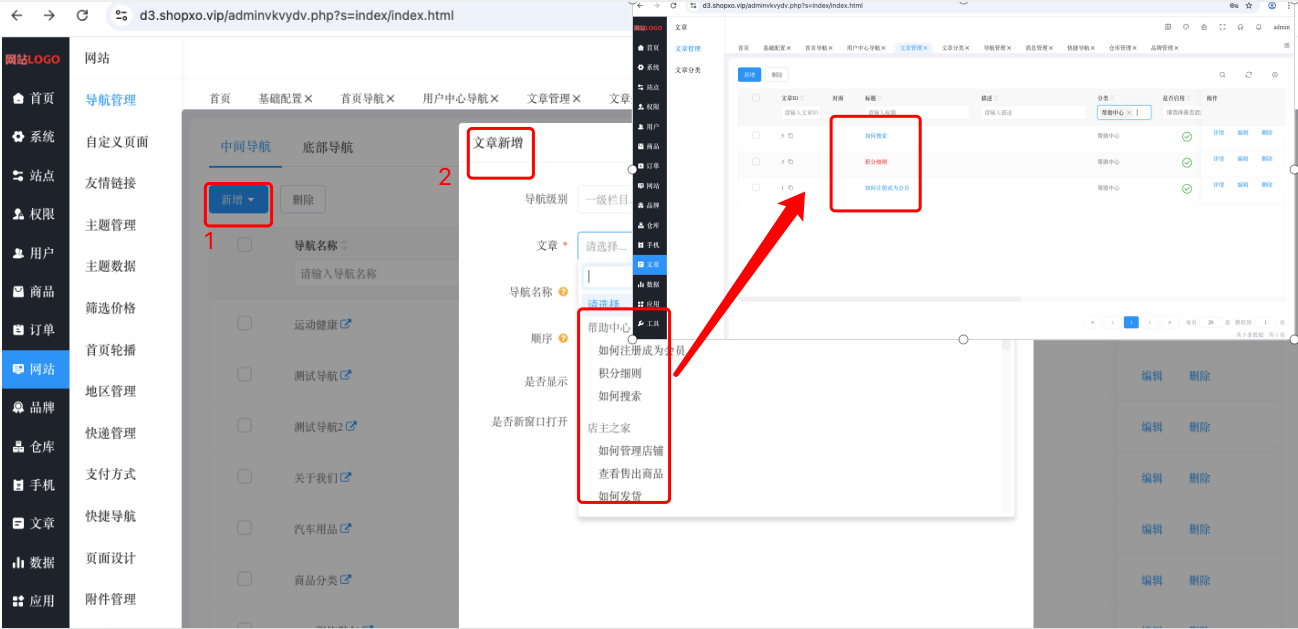 d3.shopxo.vip/adminvkvydv.php?s=index/index.html
网站LOGO
首页
系统
站点
权限
用户
商品
订单
网站
品牌
仓库
手机
文章
数据
应用
网站
导航管理
自定义页面
友情链接
主题管理
主题数据
筛选价格
首页轮播
地区管理
快递管理
支付方式
快捷导航
页面设计
附件管理
首页 基础配置 首页导航 用户中心导航 文章管理 文章
中间导航 底部导航
新增 删除
1
导航名称
请输入导航名称
运动健康
测试导航
测试导航2
关于我们
汽车用品
商品分类
2
文章新增
导航级别 一级栏目
文章 * 请选择...
请选择
导航名称
顺序
是否显示
是否新窗口打开
帮助中心
如何注册成为会员
积分细则
如何搜索
店主之家
如何管理店铺
查看售出商品
如何发货
编辑 删除
编辑 删除
编辑 删除
编辑 删除
编辑 删除
d3.shopxo.vip/adminvkvydv.php?s=index/index.html
网站LOGO
首页
系统
站点
权限
用户
商品
订单
网站
品牌
仓库
手机
文章
数据
应用
工具
文章
文章管理
文章分类
admin
首页 基础配置 首页导航 用户中心导航 文章管理 文章分类 导航管理 消息管理 快捷导航 仓库管理 品牌管理
新增 删除
文章ID 封面 标题 描述 分类 是否启用 操作
请输入文章ID 请输入标题 请输入描述 帮助中心
5 如何搜索 帮助中心 详情 编辑 删除
3 积分细则 帮助中心 详情 编辑 删除
1 如何注册成为会员 帮助中心 详情 编辑 删除
1 每页 20 条 跳转到 1 页
共 3 条数据 共 1 页